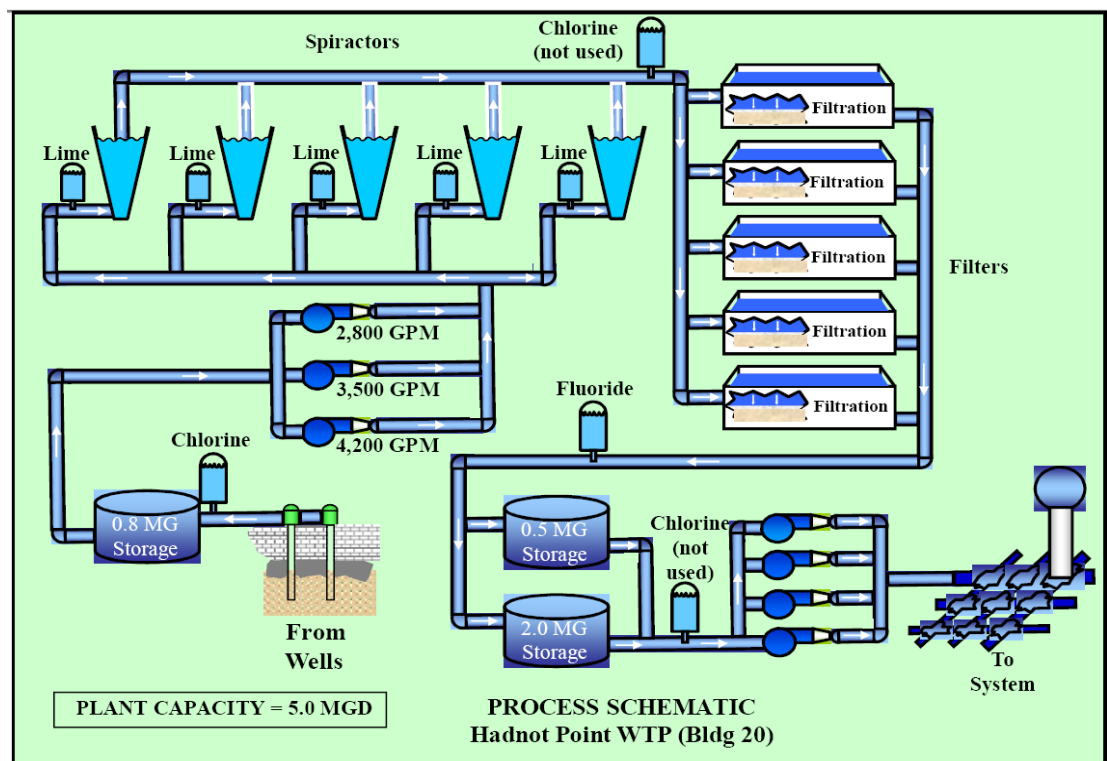 Spiractors
Chlorine
(not used)
Lime
Lime
Lime
Lime
Lime
Filtration
Filtration
Filtration
Filtration
Filtration
Filters
2,800 GPM
3,500 GPM
4,200 GPM
Chlorine
0.8 MG
Storage
From
Wells
Fluoride
0.5 MG
Storage
2.0 MG
Storage
Chlorine
(not
used)
To
System
PLANT CAPACITY = 5.0 MGD
PROCESS SCHEMATIC
Hadnot Point WTP (Bldg 20)